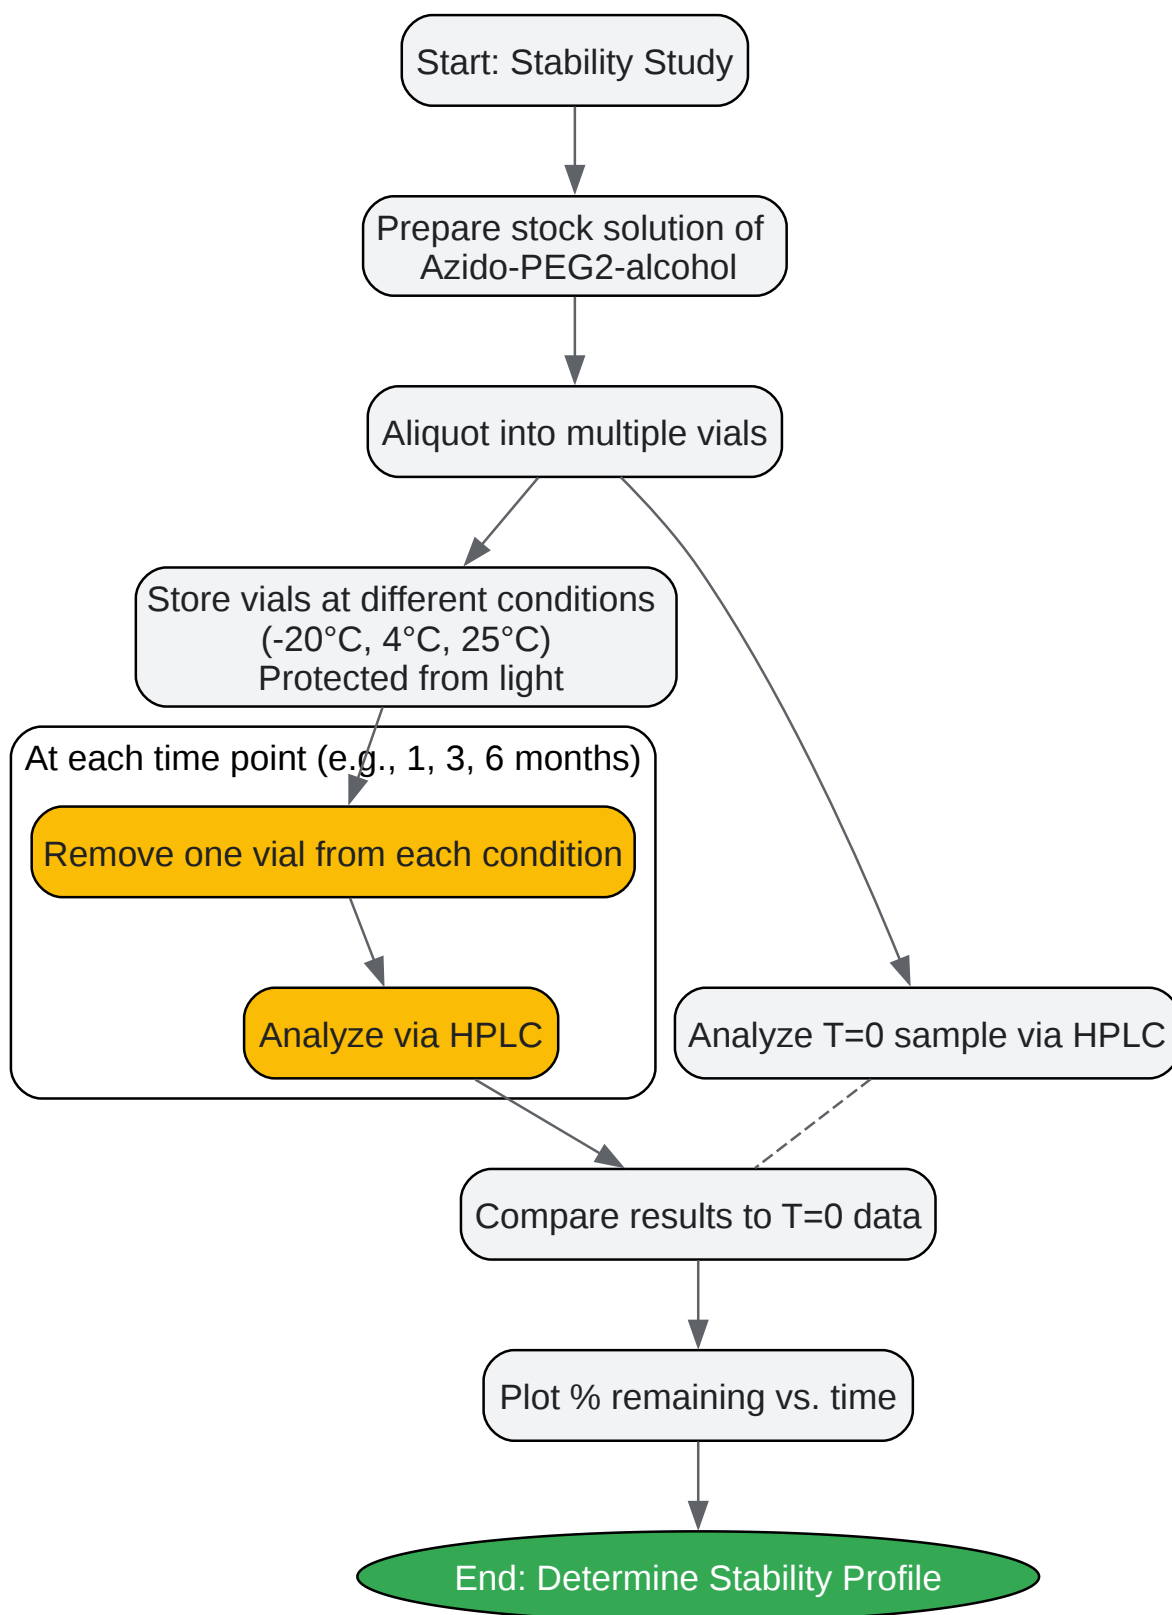 Start: Stability Study
Prepare stock solution of
Azido-PEG2-alcohol
Aliquot into multiple vials
Store vials at different conditions
(-20°C, 4°C, 25°C)
Protected from light
At each time point (e.g., 1, 3, 6 months)
Remove one vial from each condition
Analyze via HPLC
Analyze T=0 sample via HPLC
Compare results to T=0 data
Plot % remaining vs. time
End: Determine Stability Profile